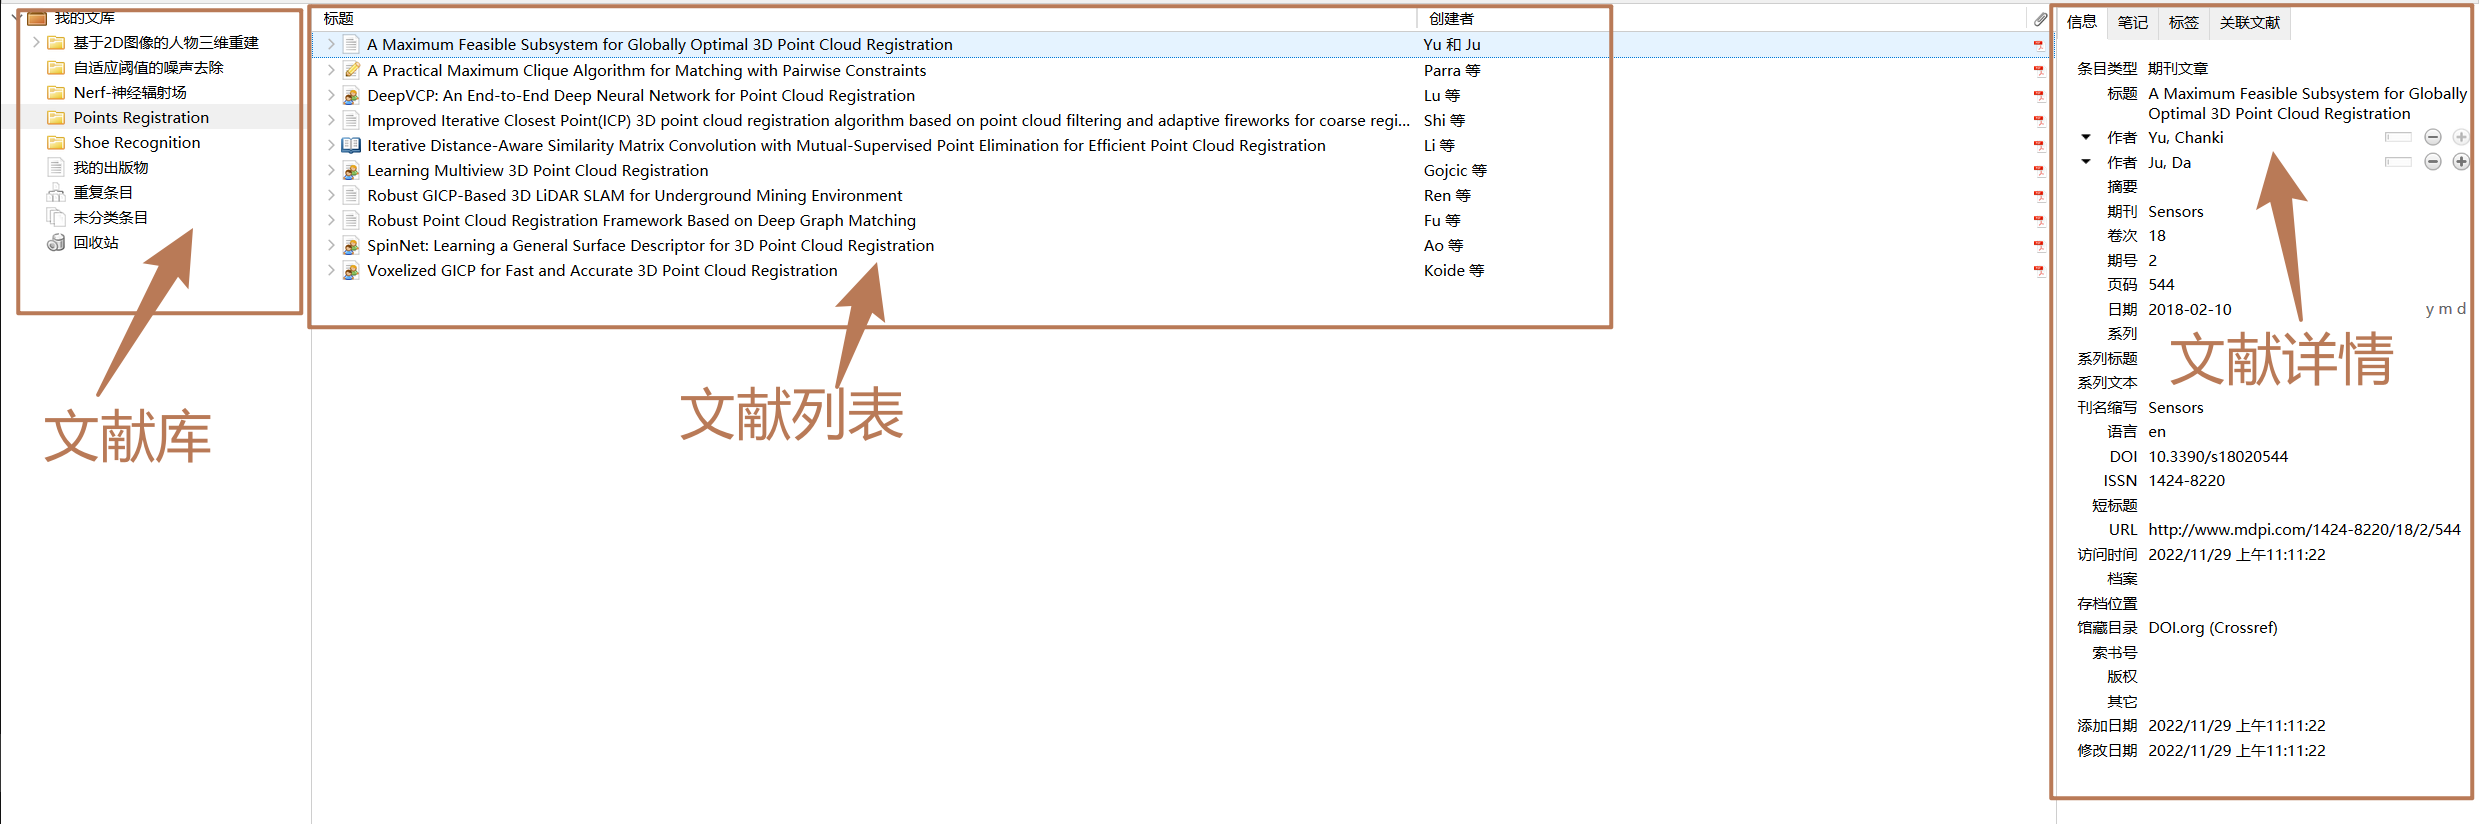 我的文库
基于2D图像的人物三维重建
自适应阈值的噪声去除
Nerf-神经辐射场
Points Registration
Shoe Recognition
我的出版物
重复条目
未分类条目
回收站
文献库
标题 创建者
A Maximum Feasible Subsystem for Globally Optimal 3D Point Cloud Registration Yu 和 Ju
A Practical Maximum Clique Algorithm for Matching with Pairwise Constraints Parra 等
DeepVCP: An End-to-End Deep Neural Network for Point Cloud Registration Lu 等
Improved Iterative Closest Point(ICP) 3D point cloud registration algorithm based on point cloud filtering and adaptive fireworks for coarse regi... Shi 等
Iterative Distance-Aware Similarity Matrix Convolution with Mutual-Supervised Point Elimination for Efficient Point Cloud Registration Li 等
Learning Multiview 3D Point Cloud Registration Gojcic 等
Robust GICP-Based 3D LiDAR SLAM for Underground Mining Environment Ren 等
Robust Point Cloud Registration Framework Based on Deep Graph Matching Fu 等
SpinNet: Learning a General Surface Descriptor for 3D Point Cloud Registration Ao 等
Voxelized GICP for Fast and Accurate 3D Point Cloud Registration Koide 等
文献列表
信息 笔记 标签 关联文献
条目类型 期刊文章
标题 A Maximum Feasible Subsystem for Globally
Optimal 3D Point Cloud Registration
作者 Yu, Chanki
作者 Ju, Da
摘要
期刊 Sensors
卷次 18
期号 2
页码 544
日期 2018-02-10 y m d
系列
系列标题
系列文本
文献详情
刊名缩写 Sensors
语言 en
DOI 10.3390/s18020544
ISSN 1424-8220
短标题
URL http://www.mdpi.com/1424-8220/18/2/544
访问时间 2022/11/29 上午11:11:22
档案
存档位置
馆藏目录 DOI.org (Crossref)
索书号
版权
其它
添加日期 2022/11/29 上午11:11:22
修改日期 2022/11/29 上午11:11:22